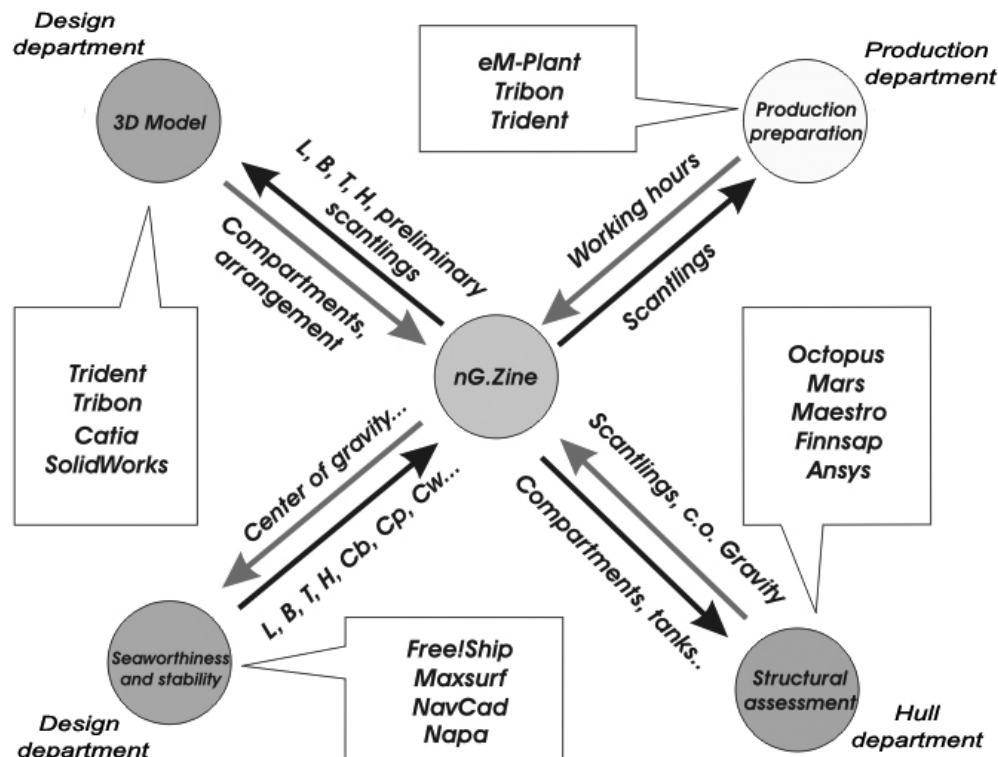 Design
department
3D Model
eM-Plant
Tribon
Trident
Production
department
Production
preparation
L, B, T, H, preliminary
scantlings
Compartments,
arrangement
Working hours
Scantlings
Trident
Tribon
Catia
SolidWorks
nG.Zine
Octopus
Mars
Maestro
Finnsap
Ansys
Center of gravity...
L, B, T, H, Cb, Cp, Cw...
Scantlings, c.o. Gravity
Compartments, tanks..
Seaworthiness
and stability
Design
department
Free!Ship
Maxsurf
NavCad
Napa
Structural
assessment
Hull
department